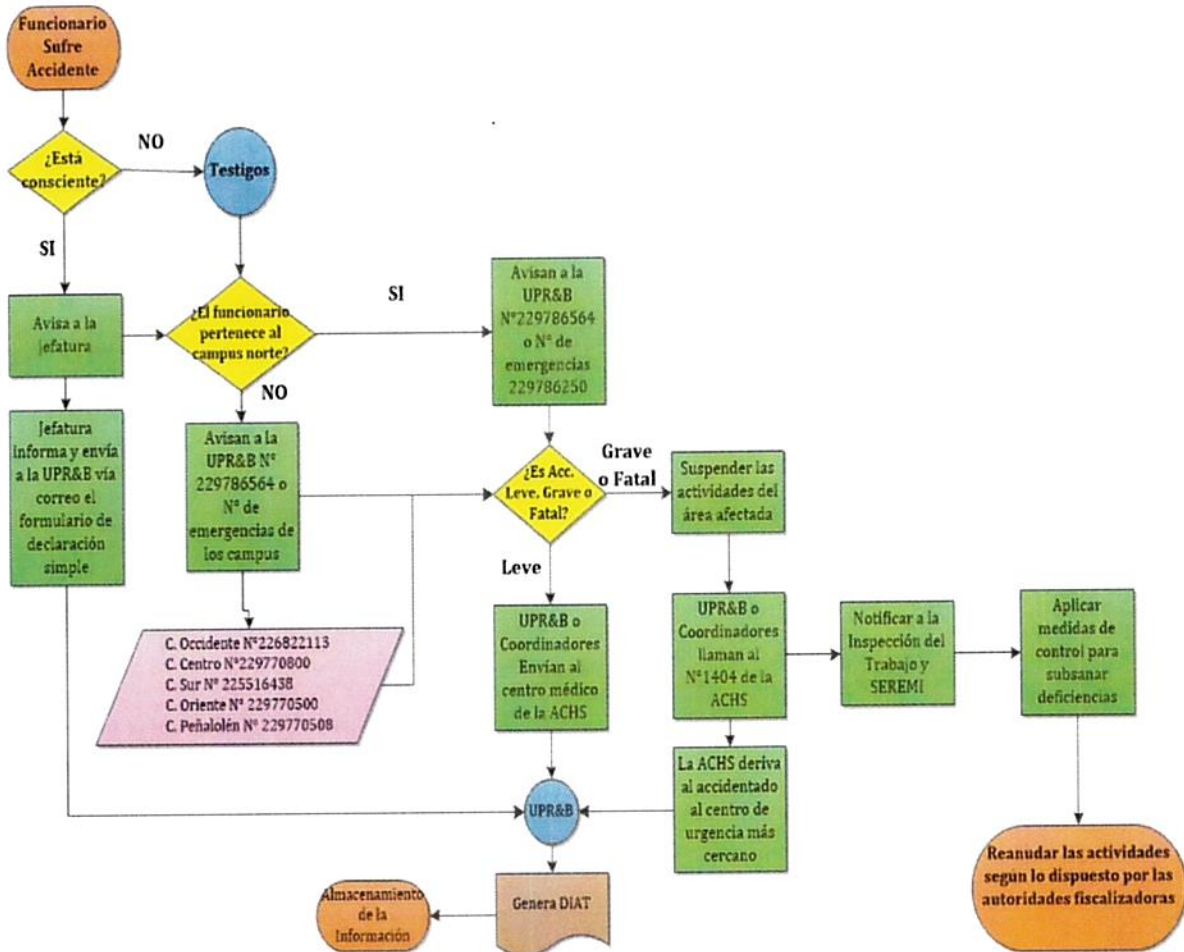 Funcionario
Sufre
Accidente
¿Está
consciente?
NO
Testigos
SI
Avisa a la
jefatura
¿El funcionario
pertenece al
campus norte?
SI
Avisan a la
UPR&B
N°229786564
o N° de
emergencias
229786250
NO
Jefatura
informa y envía
a la UPR&B vía
correo el
formulario de
declaración
simple
Avisan a la
UPR&B N°
229786564 o
N° de
emergencias de
los campus
¿Es Acc.
Leve, Grave o
Fatal?
Grave
o Fatal
Suspender las
actividades del
área afectada
Leve
C. Occidente N°226822113
C. Centro N°229770800
C. Sur N° 225516438
C. Oriente N° 229770500
C. Peñalolén N° 229770508
UPR&B o
Coordinadores
Envían al
centro médico
de la ACHS
UPR&B o
Coordinadores
llaman al
N°1404 de la
ACHS
Notificar a la
Inspección del
Trabajo y
SEREMI
Aplicar
medidas de
control para
subsanar
deficiencias
UPR&B
La ACHS deriva
al accidentado
al centro de
urgencia más
cercano
Reanudar las actividades
según lo dispuesto por las
autoridades fiscalizadoras
Genera DIAT
Almacenamiento
de la
Información